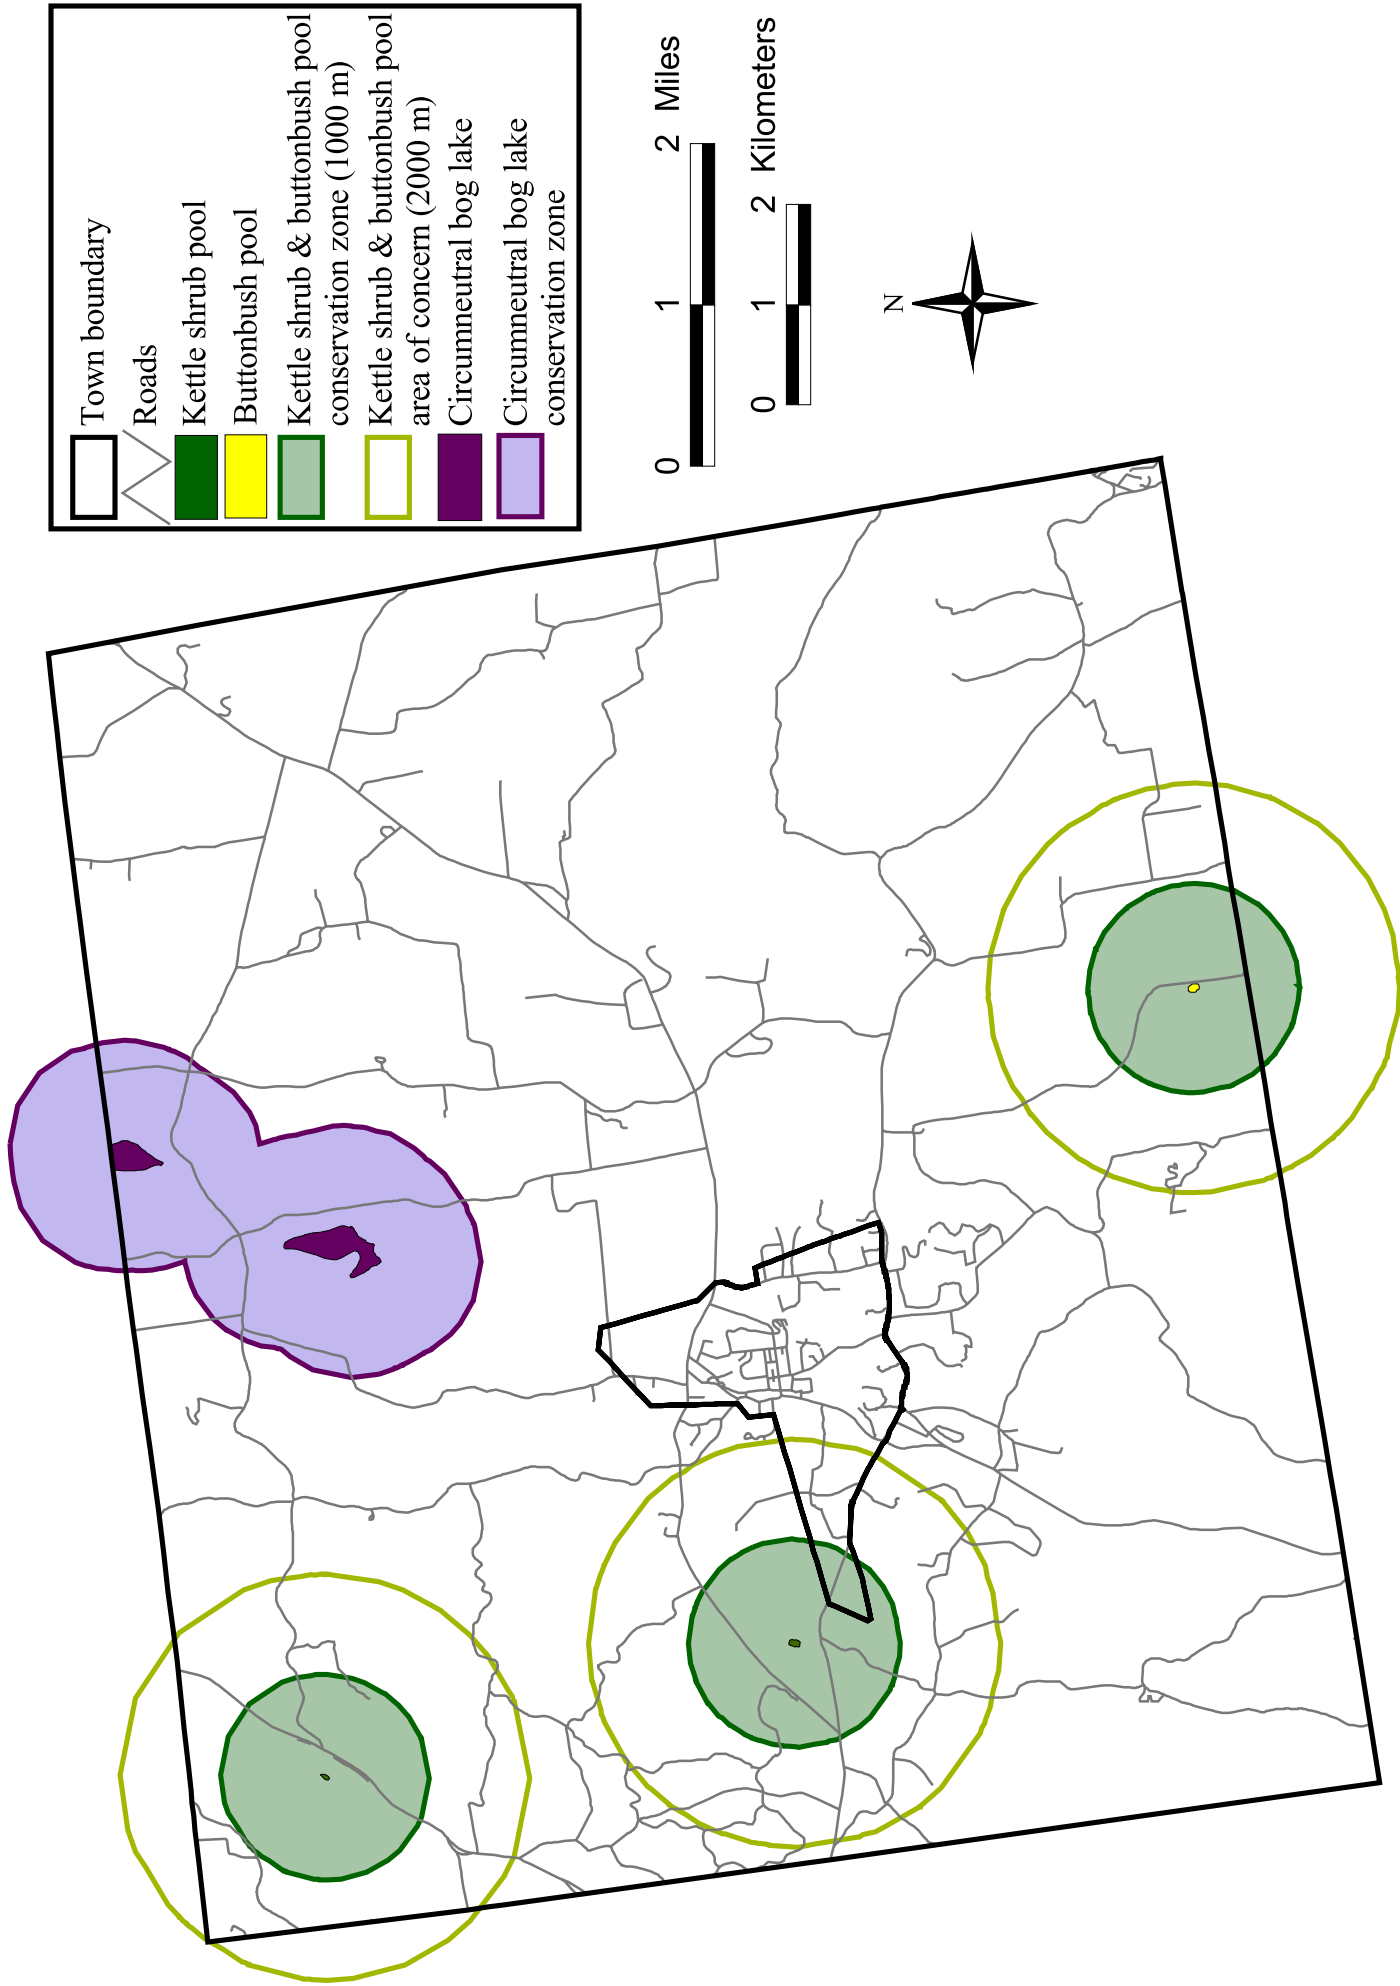 Town boundary
Roads
Kettle shrub pool
Buttonbush pool
Kettle shrub & buttonbush pool
conservation zone (1000 m)
Kettle shrub & buttonbush pool
area of concern (2000 m)
Circumneutral bog lake
Circumneutral bog lake
conservation zone
0 1 2 Miles
0 1 2 Kilometers
N